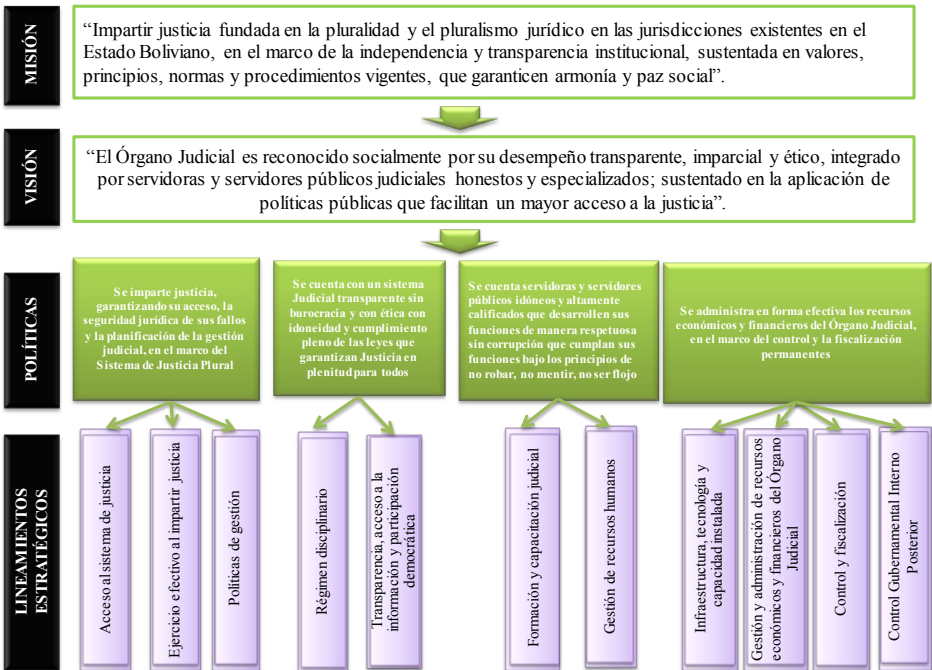 MISIÓN
“Impartir justicia fundada en la pluralidad y el pluralismo jurídico en las jurisdicciones existentes en el
Estado Boliviano, en el marco de la independencia y transparencia institucional, sustentada en valores,
principios, normas y procedimientos vigentes, que garanticen armonía y paz social”.
VISIÓN
“El Órgano Judicial es reconocido socialmente por su desempeño transparente, imparcial y ético, integrado
por servidoras y servidores públicos judiciales honestos y especializados; sustentado en la aplicación de
políticas públicas que facilitan un mayor acceso a la justicia”.
POLÍTICAS
Se imparte justicia,
garantizando su acceso, la
seguridad jurídica de sus fallos
y la planificación de la gestión
judicial, en el marco del
Sistema de Justicia Plural
Se cuenta con un sistema
Judicial transparente sin
burocracia y con ética con
idoneidad y cumplimiento
pleno de las leyes que
garantizan Justicia en
plenitud para todos
Se cuenta servidoras y servidores
públicos idóneos y altamente
calificados que desarrollen sus
funciones de manera respetuosa
sin corrupción que cumplan sus
funciones bajo los principios de
no robar, no mentir, no ser flojo
Se administra en forma efectiva los recursos
económicos y financieros del Órgano Judicial,
en el marco del control y la fiscalización
permanentes
LINEAMIENTOS
ESTRATÉGICOS
Acceso al sistema de justicia
Ejercicio efectivo al impartir justicia
Políticas de gestión
Régimen disciplinario
Transparencia, acceso a la
información y participación
democrática
Formación y capacitación judicial
Gestión de recursos humanos
Infraestructura, tecnología y
capacidad instalada
Gestión y administración de recursos
económicos y financieros del Órgano
Judicial
Control y fiscalización
Control Gubernamental Interno
Posterior